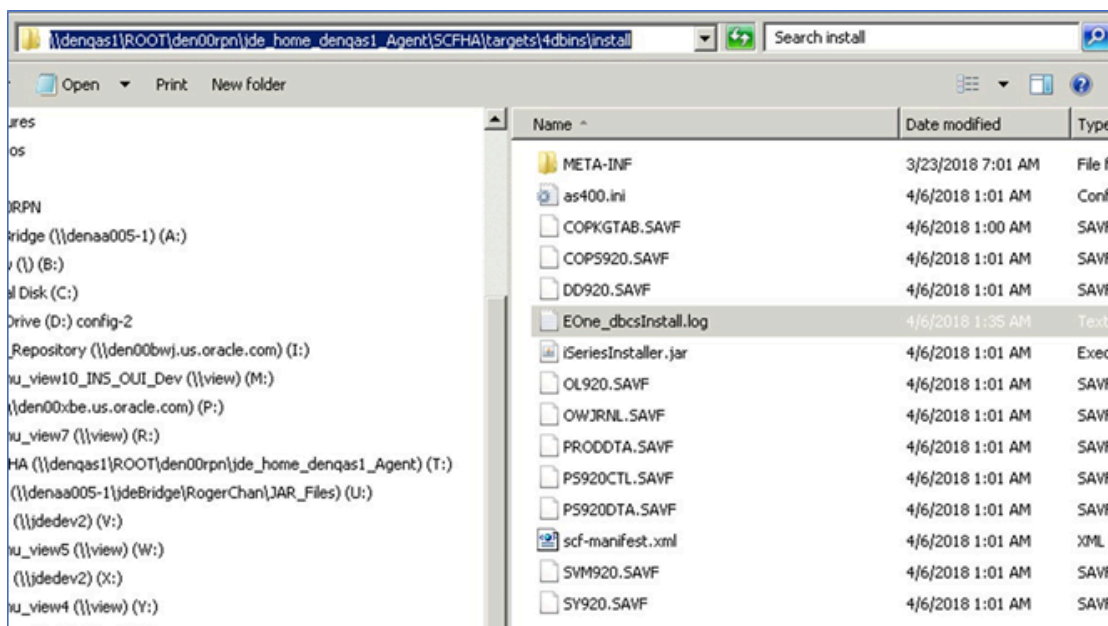 \\denqas1\ROOT\den00rpn\jde_home_denqas1_Agent\SCFHA\targets\4dbins\install
Search install
Open Print New folder
Name Date modified Type
META-INF 3/23/2018 7:01 AM File f
as400.ini 4/6/2018 1:01 AM Conf
COPKGTAB.SAVF 4/6/2018 1:00 AM SAVF
COPS920.SAVF 4/6/2018 1:01 AM SAVF
DD920.SAVF 4/6/2018 1:01 AM SAVF
EOne_dbcsInstall.log 4/6/2018 1:35 AM Text
iSeriesInstaller.jar 4/6/2018 1:01 AM Exec
OL920.SAVF 4/6/2018 1:01 AM SAVF
OWJRNL.SAVF 4/6/2018 1:01 AM SAVF
PRODDTA.SAVF 4/6/2018 1:01 AM SAVF
PS920CTL.SAVF 4/6/2018 1:01 AM SAVF
PS920DTA.SAVF 4/6/2018 1:01 AM SAVF
scf-manifest.xml 4/6/2018 1:01 AM XML
SVM920.SAVF 4/6/2018 1:01 AM SAVF
SY920.SAVF 4/6/2018 1:01 AM SAVF
ures
os
0RPN
Bridge (\\denaa005-1) (A:)
w (\) (B:)
al Disk (C:)
Drive (D:) config-2
_Repository (\\den00bwj.us.oracle.com) (I:)
nu_view10_INS_OUI_Dev (\\view) (M:)
\\den00xbe.us.oracle.com) (P:)
nu_view7 (\\view) (R:)
HA (\\denqas1\ROOT\den00rpn\jde_home_denqas1_Agent) (T:)
(\\denaa005-1\jdeBridge\RogerChan\JAR_Files) (U:)
(\\jdedev2) (V:)
nu_view5 (\\view) (W:)
(\\jdedev2) (X:)
nu_view4 (\\view) (Y:)